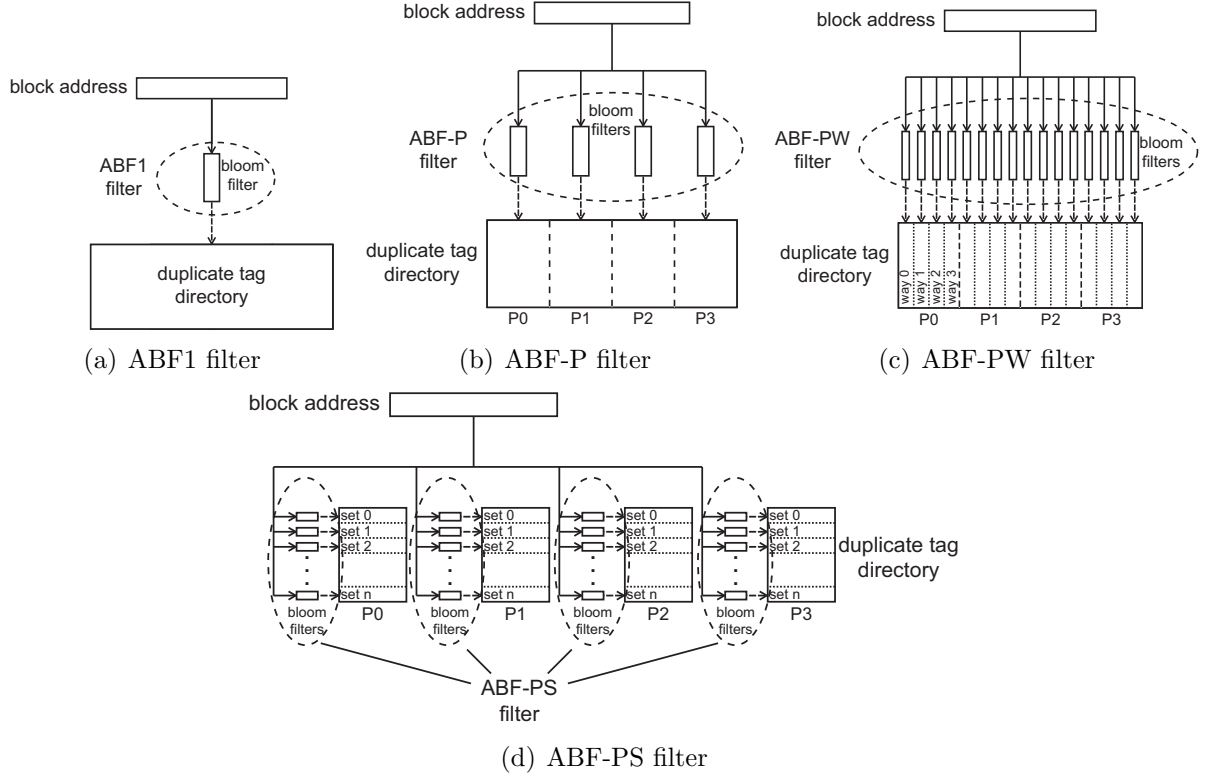 block address
ABF1
filter
bloom
filter
duplicate tag
directory
(a) ABF1 filter
block address
ABF-P
filter
bloom
filters
duplicate tag
directory
P0 P1 P2 P3
(b) ABF-P filter
block address
ABF-PW
filter
bloom
filters
duplicate tag
directory
way 0
way 1
way 2
way 3
P0 P1 P2 P3
(c) ABF-PW filter
block address
set 0 set 0 set 0 set 0
set 1 set 1 set 1 set 1
set 2 set 2 set 2 set 2
set n set n set n set n
duplicate tag
directory
bloom
filters
P0
bloom
filters
P1
bloom
filters
P2
bloom
filters
P3
ABF-PS
filter
(d) ABF-PS filter